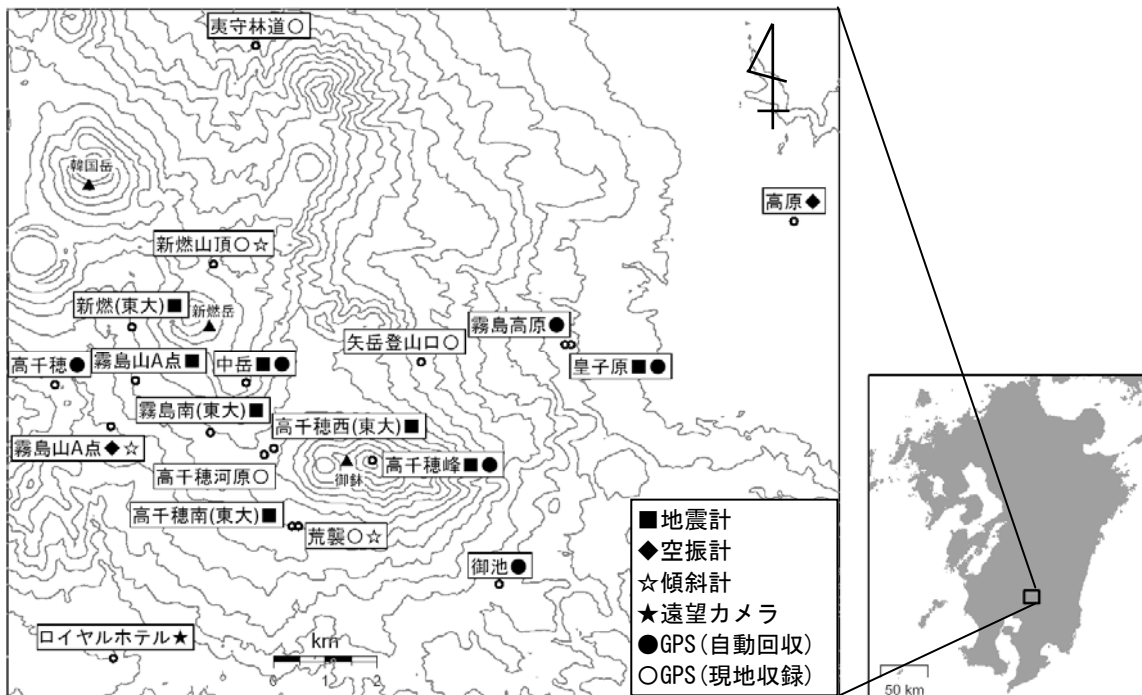 夷守林道○
韓国岳
高原◆
新燃山頂○☆
新燃(東大)■
新燃岳
霧島高原●
矢岳登山口○
皇子原■●
高千穂●
霧島山A点■
中岳■●
霧島南(東大)■
高千穂西(東大)■
霧島山A点◆☆
高千穂河原○
御鉢
高千穂峰■●
高千穂南(東大)■
荒襲○☆
御池●
ロイヤルホテル★
km
0 1 2
■地震計
◆空振計
☆傾斜計
★遠望カメラ
●GPS(自動回収)
○GPS(現地収録)
50 km